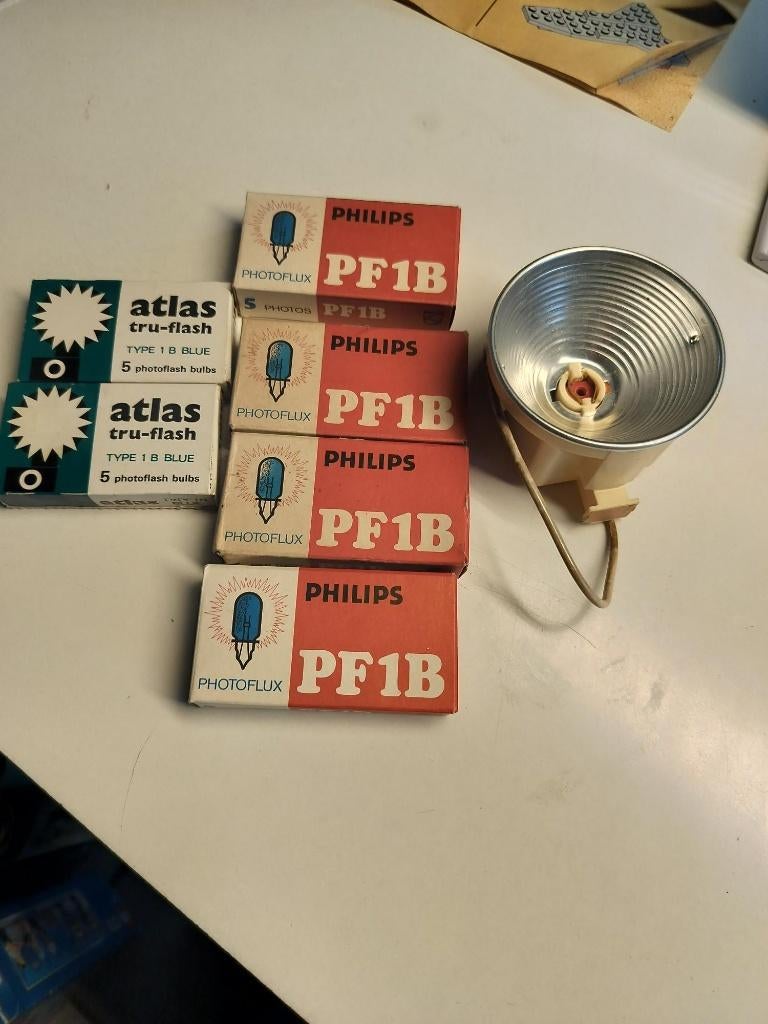 PHILIPS
PHOTOFLUX
PF1B
5 PHOTOS PF1B
PHILIPS
PHOTOFLUX
PF1B
PHILIPS
PHOTOFLUX
PF1B
PHILIPS
PHOTOFLUX
PF1B
atlas
tru-flash
TYPE 1 B BLUE
5 photoflash bulbs
atlas
tru-flash
TYPE 1 B BLUE
5 photoflash bulbs
atlas